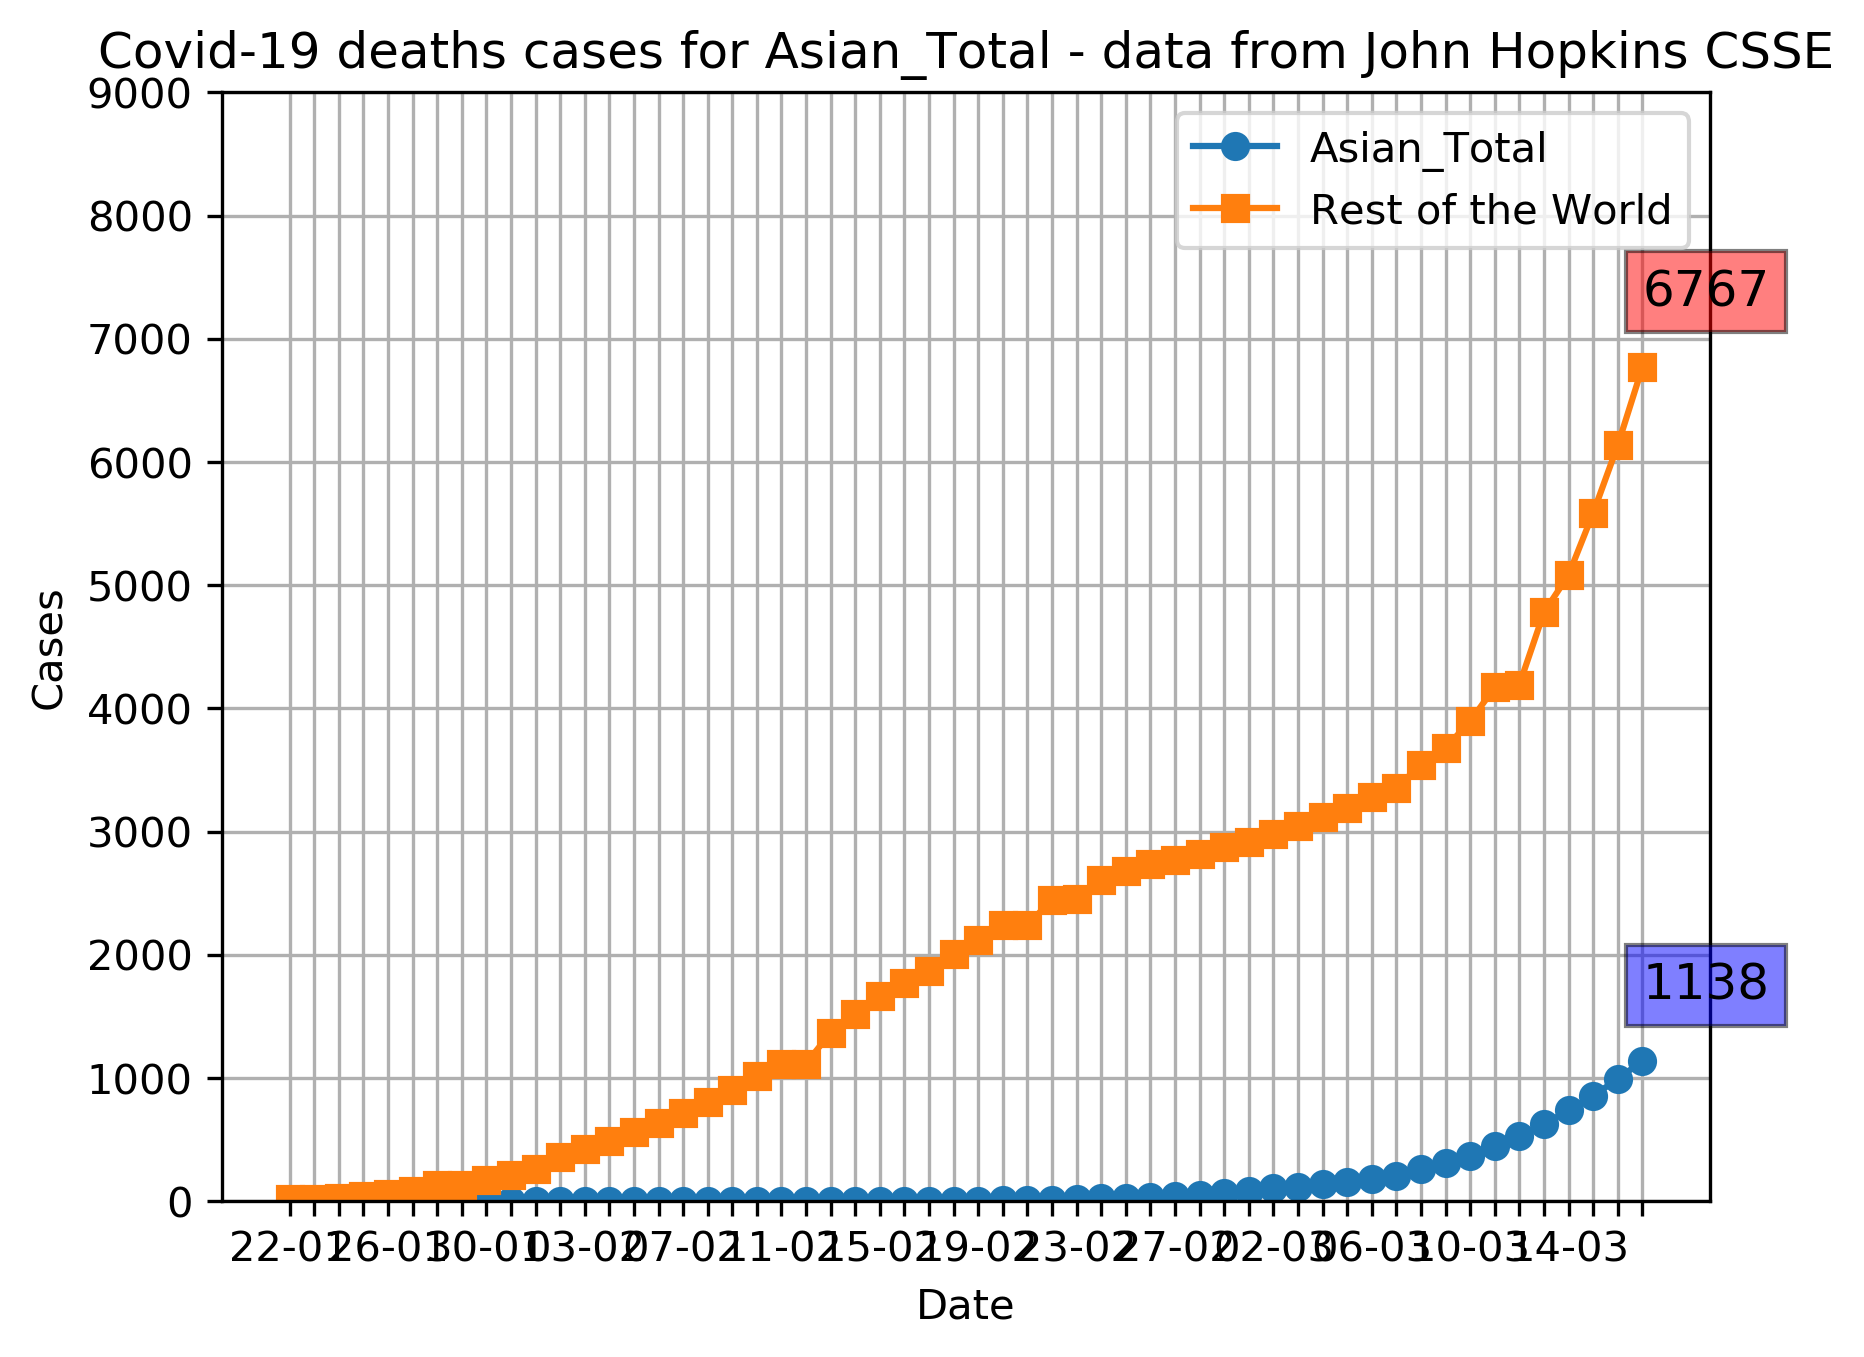 Covid-19 deaths cases for Asian_Total - data from John Hopkins CSSE
Asian_Total
Rest of the World
9000
8000
7000
6000
5000
4000
3000
2000
1000
0
6767
1138
Cases
22-01 26-01 30-01 03-02 07-02 11-02 15-02 19-02 23-02 27-02 02-03 06-03 10-03 14-03
Date